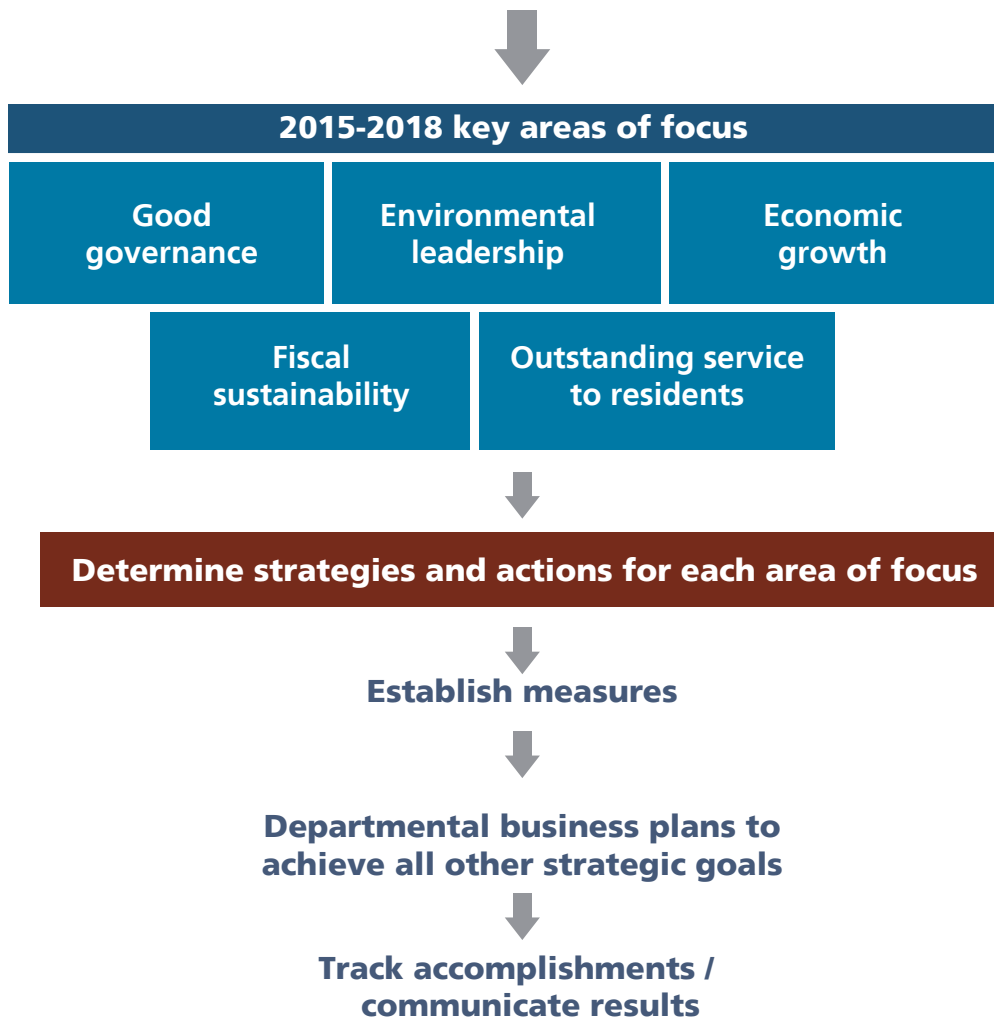 2015-2018 key areas of focus
Good
governance
Environmental
leadership
Economic
growth
Fiscal
sustainability
Outstanding service
to residents
Determine strategies and actions for each area of focus
Establish measures
Departmental business plans to
achieve all other strategic goals
Track accomplishments /
communicate results